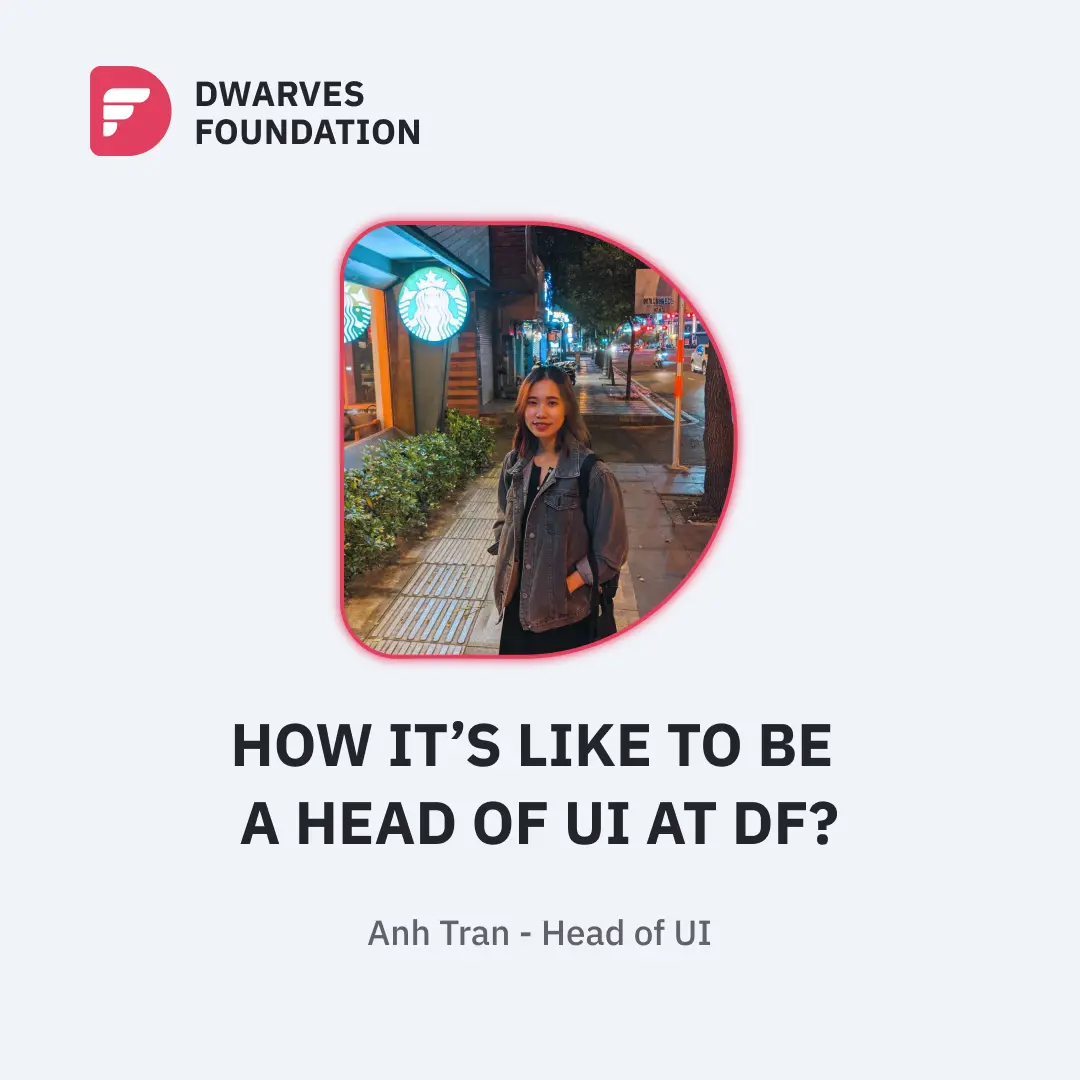 DWARVES
FOUNDATION
HOW IT’S LIKE TO BE
A HEAD OF UI AT DF?
Anh Tran - Head of UI